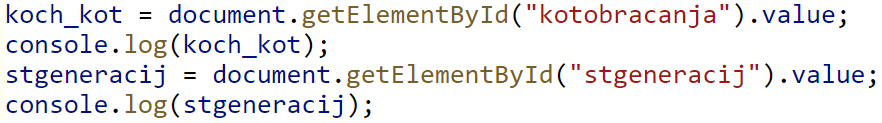 koch_kot = document.getElementById("kotobracanja").value;
console.log(koch_kot);
stgeneracij = document.getElementById("stgeneracij").value;
console.log(stgeneracij);